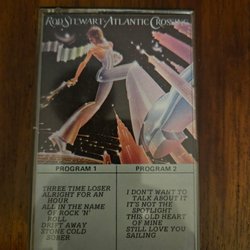 ROD STEWART ATLANTIC CROSSING
PROGRAM 1
THREE TIME LOSER
ALRIGHT FOR AN
HOUR
ALL IN THE NAME
OF ROCK 'N'
ROLL
DRIFT AWAY
STONE COLD
SOBER
PROGRAM 2
I DON'T WANT TO
TALK ABOUT IT
IT'S NOT THE
SPOTLIGHT
THIS OLD HEART
OF MINE
STILL LOVE YOU
SAILING